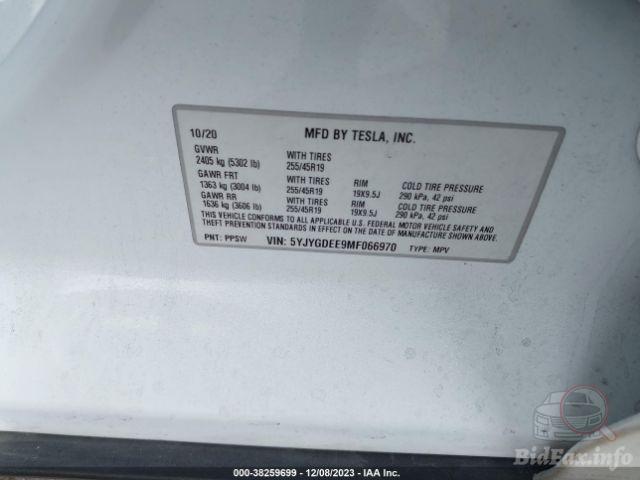 10/20 MFD BY TESLA, INC.
GVWR
2405 kg (5302 lb) WITH TIRES
255/45R19
GAWR FRT
1363 kg (3004 lb) WITH TIRES 255/45R19 RIM 19X9.5J COLD TIRE PRESSURE 290 kPa, 42 psi
GAWR RR
1636 kg (3606 lb) WITH TIRES 255/45R19 RIM 19X9.5J COLD TIRE PRESSURE 290 kPa, 42 psi
THIS VEHICLE CONFORMS TO ALL APPLICABLE U.S. FEDERAL MOTOR VEHICLE SAFETY AND
THEFT PREVENTION STANDARDS IN EFFECT ON THE DATE OF MANUFACTURE SHOWN ABOVE.
PNT: PPSW VIN: 5YJYGDEE9MF066970 TYPE: MPV
BidFax.info
000-38259699 - 12/08/2023 - IAA Inc.